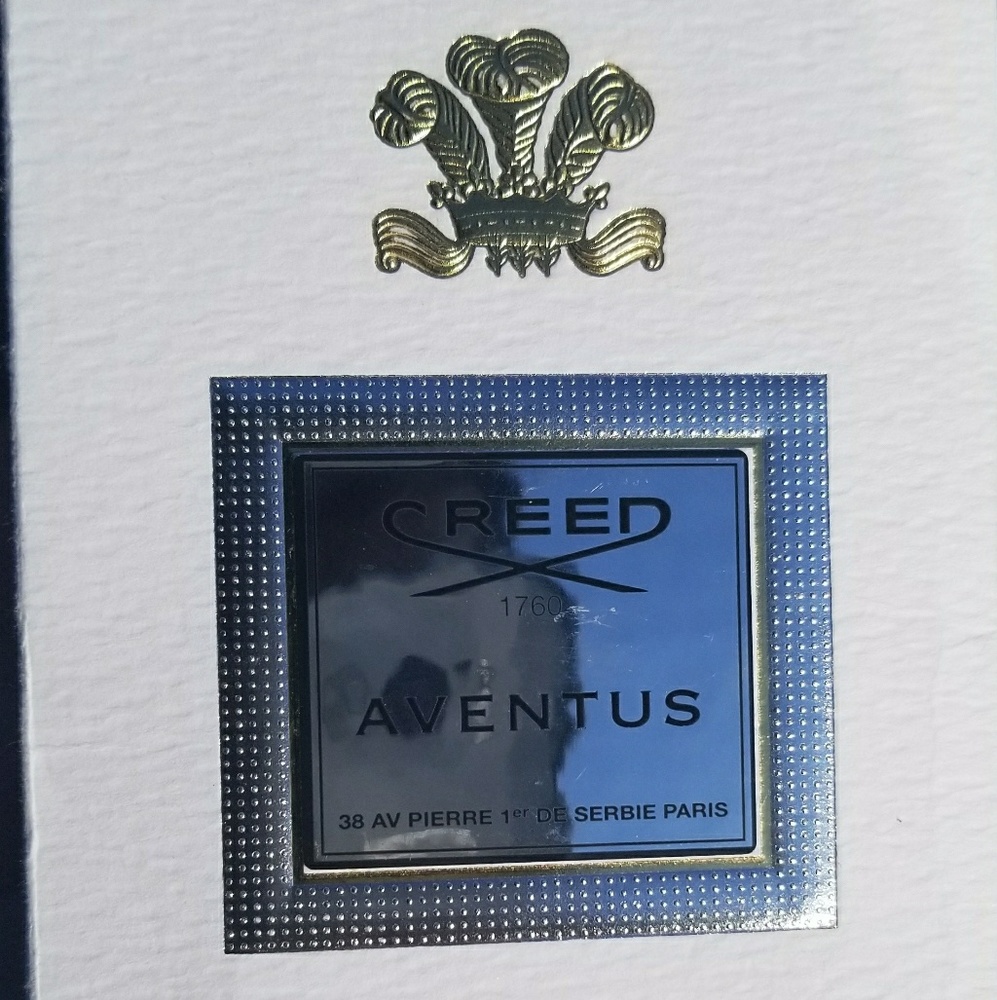 CREED
1760
AVENTUS
38 AV PIERRE 1er DE SERBIE PARIS